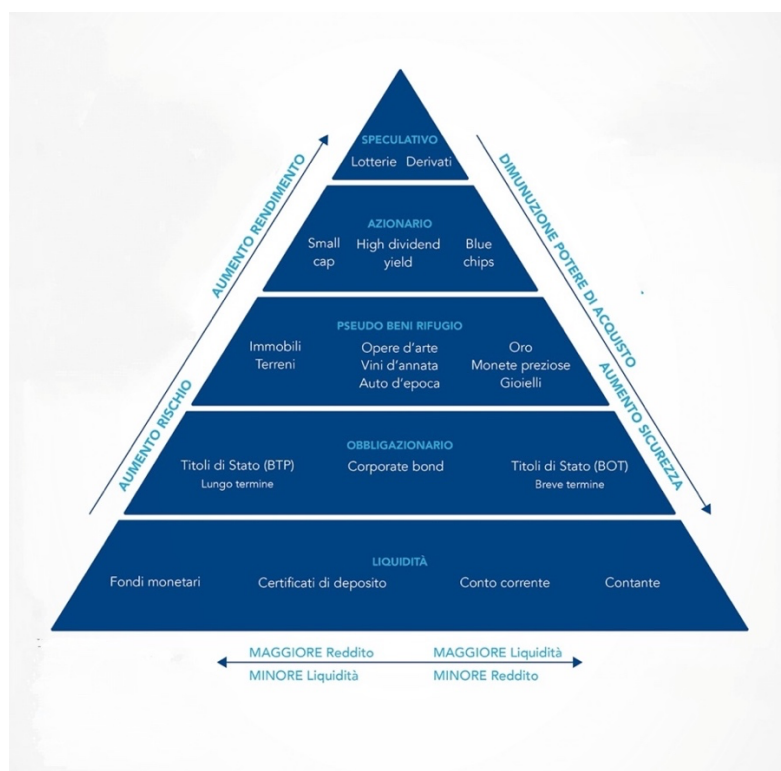 SPECULATIVO
Lotterie Derivati
AUMENTO RENDIMENTO
DIMUNUZIONE POTERE DI ACQUISTO
AZIONARIO
Small
cap
High dividend
yield
Blue
chips
PSEUDO BENI RIFUGIO
Immobili
Terreni
Opere d'arte
Vini d'annata
Auto d'epoca
Oro
Monete preziose
Gioielli
AUMENTO RISCHIO
AUMENTO SICUREZZA
OBBLIGAZIONARIO
Titoli di Stato (BTP)
Lungo termine
Corporate bond
Titoli di Stato (BOT)
Breve termine
LIQUIDITÀ
Fondi monetari
Certificati di deposito
Conto corrente
Contante
MAGGIORE Reddito
MINORE Liquidità
MAGGIORE Liquidità
MINORE Reddito